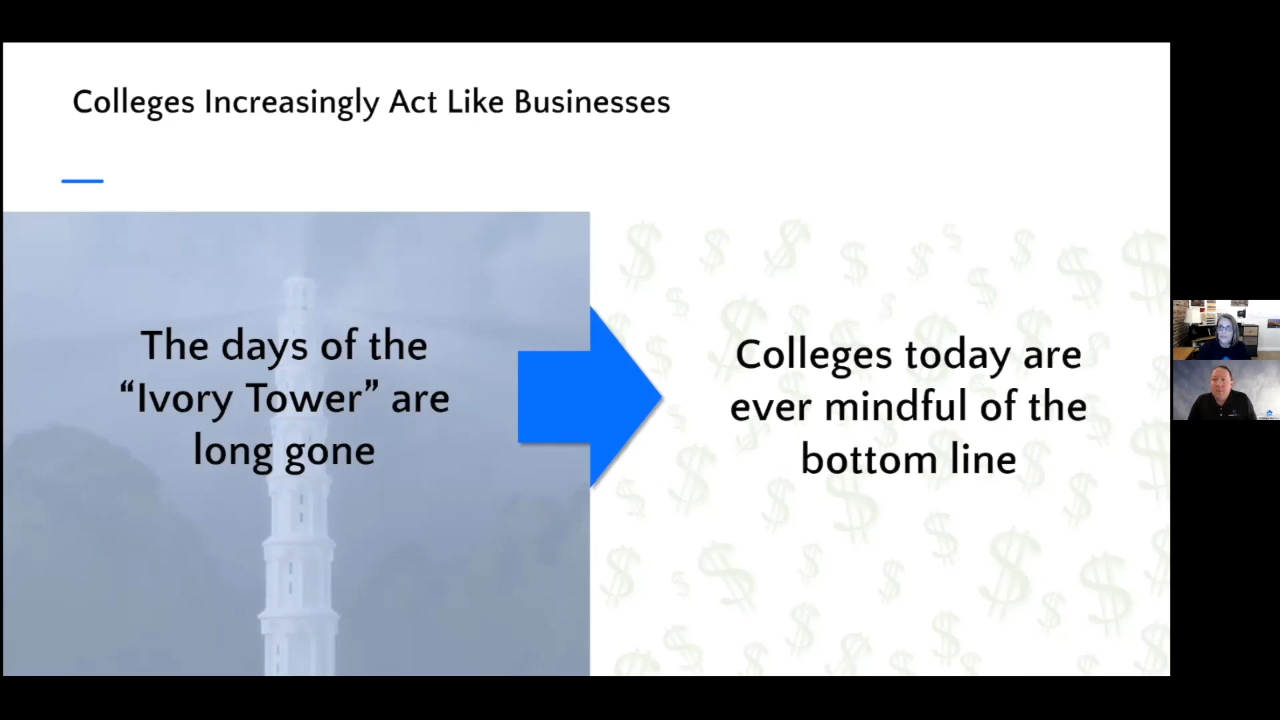 Colleges Increasingly Act Like Businesses
The days of the
“Ivory Tower” are
long gone
Colleges today are
ever mindful of the
bottom line